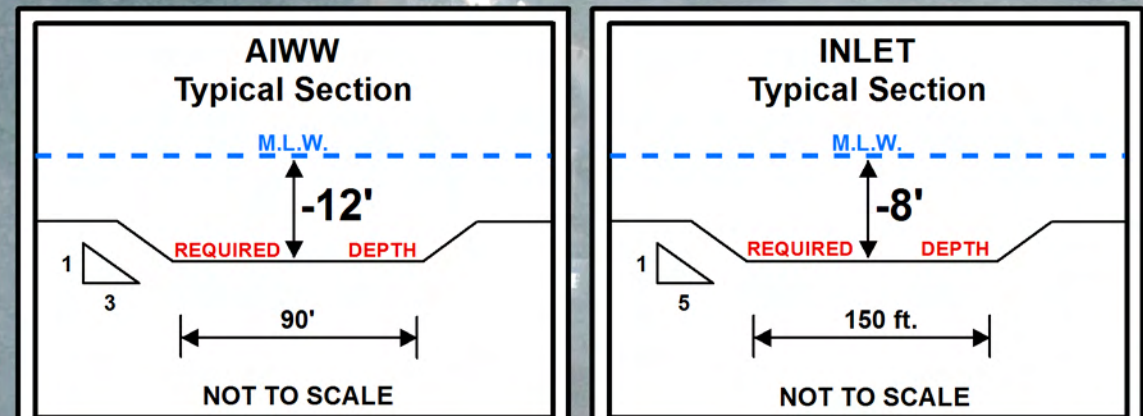 AIWW
Typical Section
M.L.W.
-12'
REQUIRED DEPTH
1
3
90'
NOT TO SCALE
INLET
Typical Section
M.L.W.
-8'
REQUIRED DEPTH
1
5
150 ft.
NOT TO SCALE